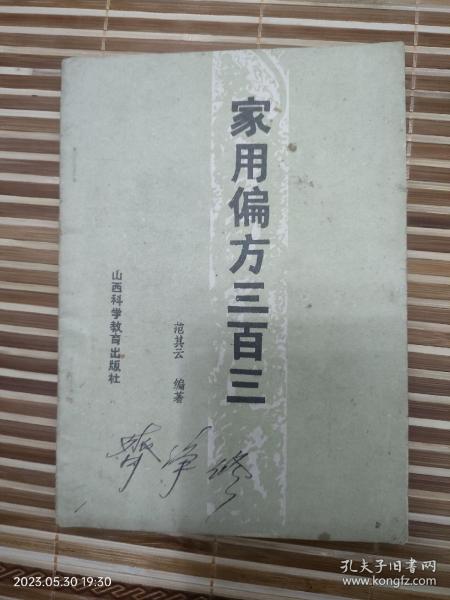 家用偏方三百三
范其云 编著
山西科学教育出版社
2023.05.30 19:30
孔夫子旧书网
www.kongfz.com